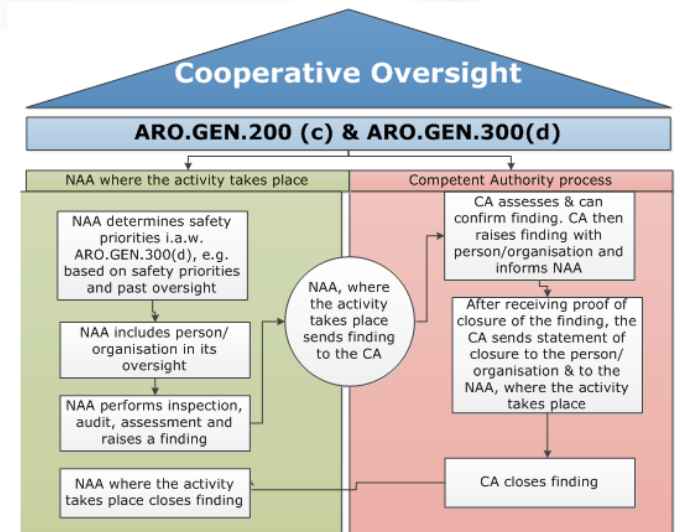 Cooperative Oversight
ARO.GEN.200 (c) & ARO.GEN.300(d)
NAA where the activity takes place
NAA determines safety
priorities i.a.w.
ARO.GEN.300(d), e.g.
based on safety priorities
and past oversight
NAA includes person/
organisation in its
oversight
NAA performs inspection,
audit, assessment and
raises a finding
NAA, where
the activity
takes place
sends finding
to the CA
Competent Authority process
CA assesses & can
confirm finding. CA then
raises finding with
person/organisation and
informs NAA
After receiving proof of
closure of the finding, the
CA sends statement of
closure to the person/
organisation & to the
NAA, where the activity
takes place
CA closes finding
NAA where the activity
takes place closes finding